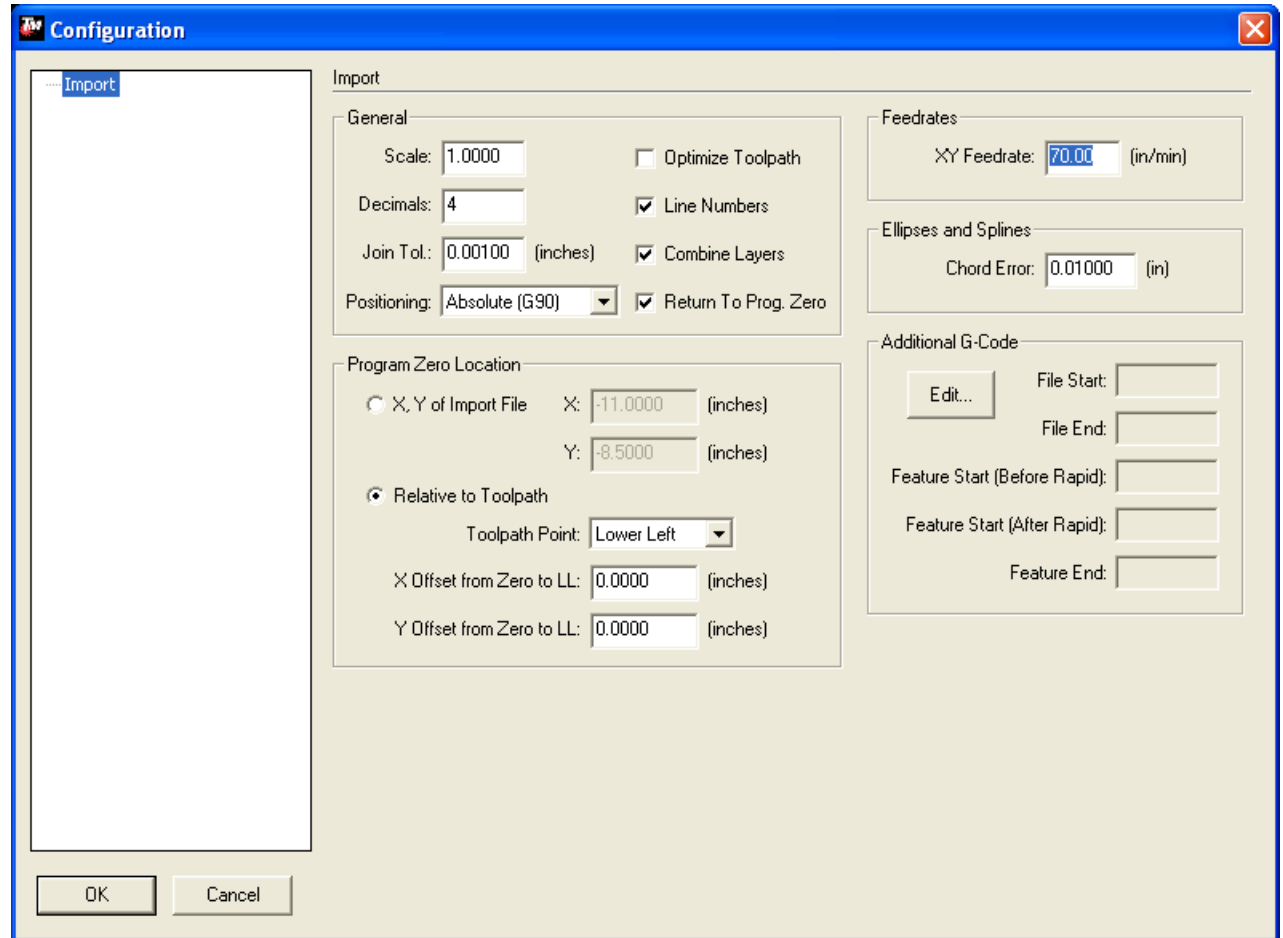 Configuration
Import
Import
General
Scale: 1.0000
Optimize Toolpath
Decimals: 4
Line Numbers
Join Tol.: 0.00100 (inches)
Combine Layers
Positioning: Absolute (G90)
Return To Prog. Zero
Program Zero Location
X, Y of Import File X: -11.0000 (inches)
Y: -8.5000 (inches)
Relative to Toolpath
Toolpath Point: Lower Left
X Offset from Zero to LL: 0.0000 (inches)
Y Offset from Zero to LL: 0.0000 (inches)
Feedrates
XY Feedrate: 70.00 (in/min)
Ellipses and Splines
Chord Error: 0.01000 (in)
Additional G-Code
Edit...
File Start:
File End:
Feature Start (Before Rapid):
Feature Start (After Rapid):
Feature End:
OK Cancel